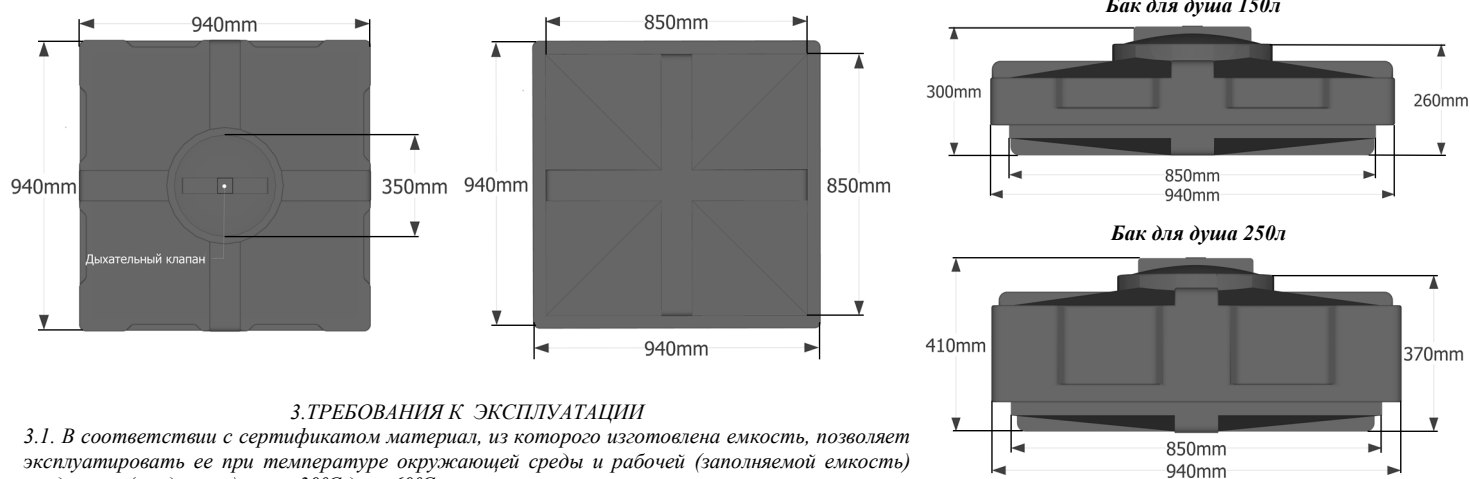 940mm
940mm
350mm
Дыхательный клапан
850mm
940mm
850mm
940mm
Бак для душа 150л
300mm
260mm
850mm
940mm
Бак для душа 250л
410mm
370mm
850mm
940mm
3.ТРЕБОВАНИЯ К ЭКСПЛУАТАЦИИ
3.1. В соответствии с сертификатом материал, из которого изготовлена емкость, позволяет
эксплуатировать ее при температуре окружающей среды и рабочей (заполняемой емкость)